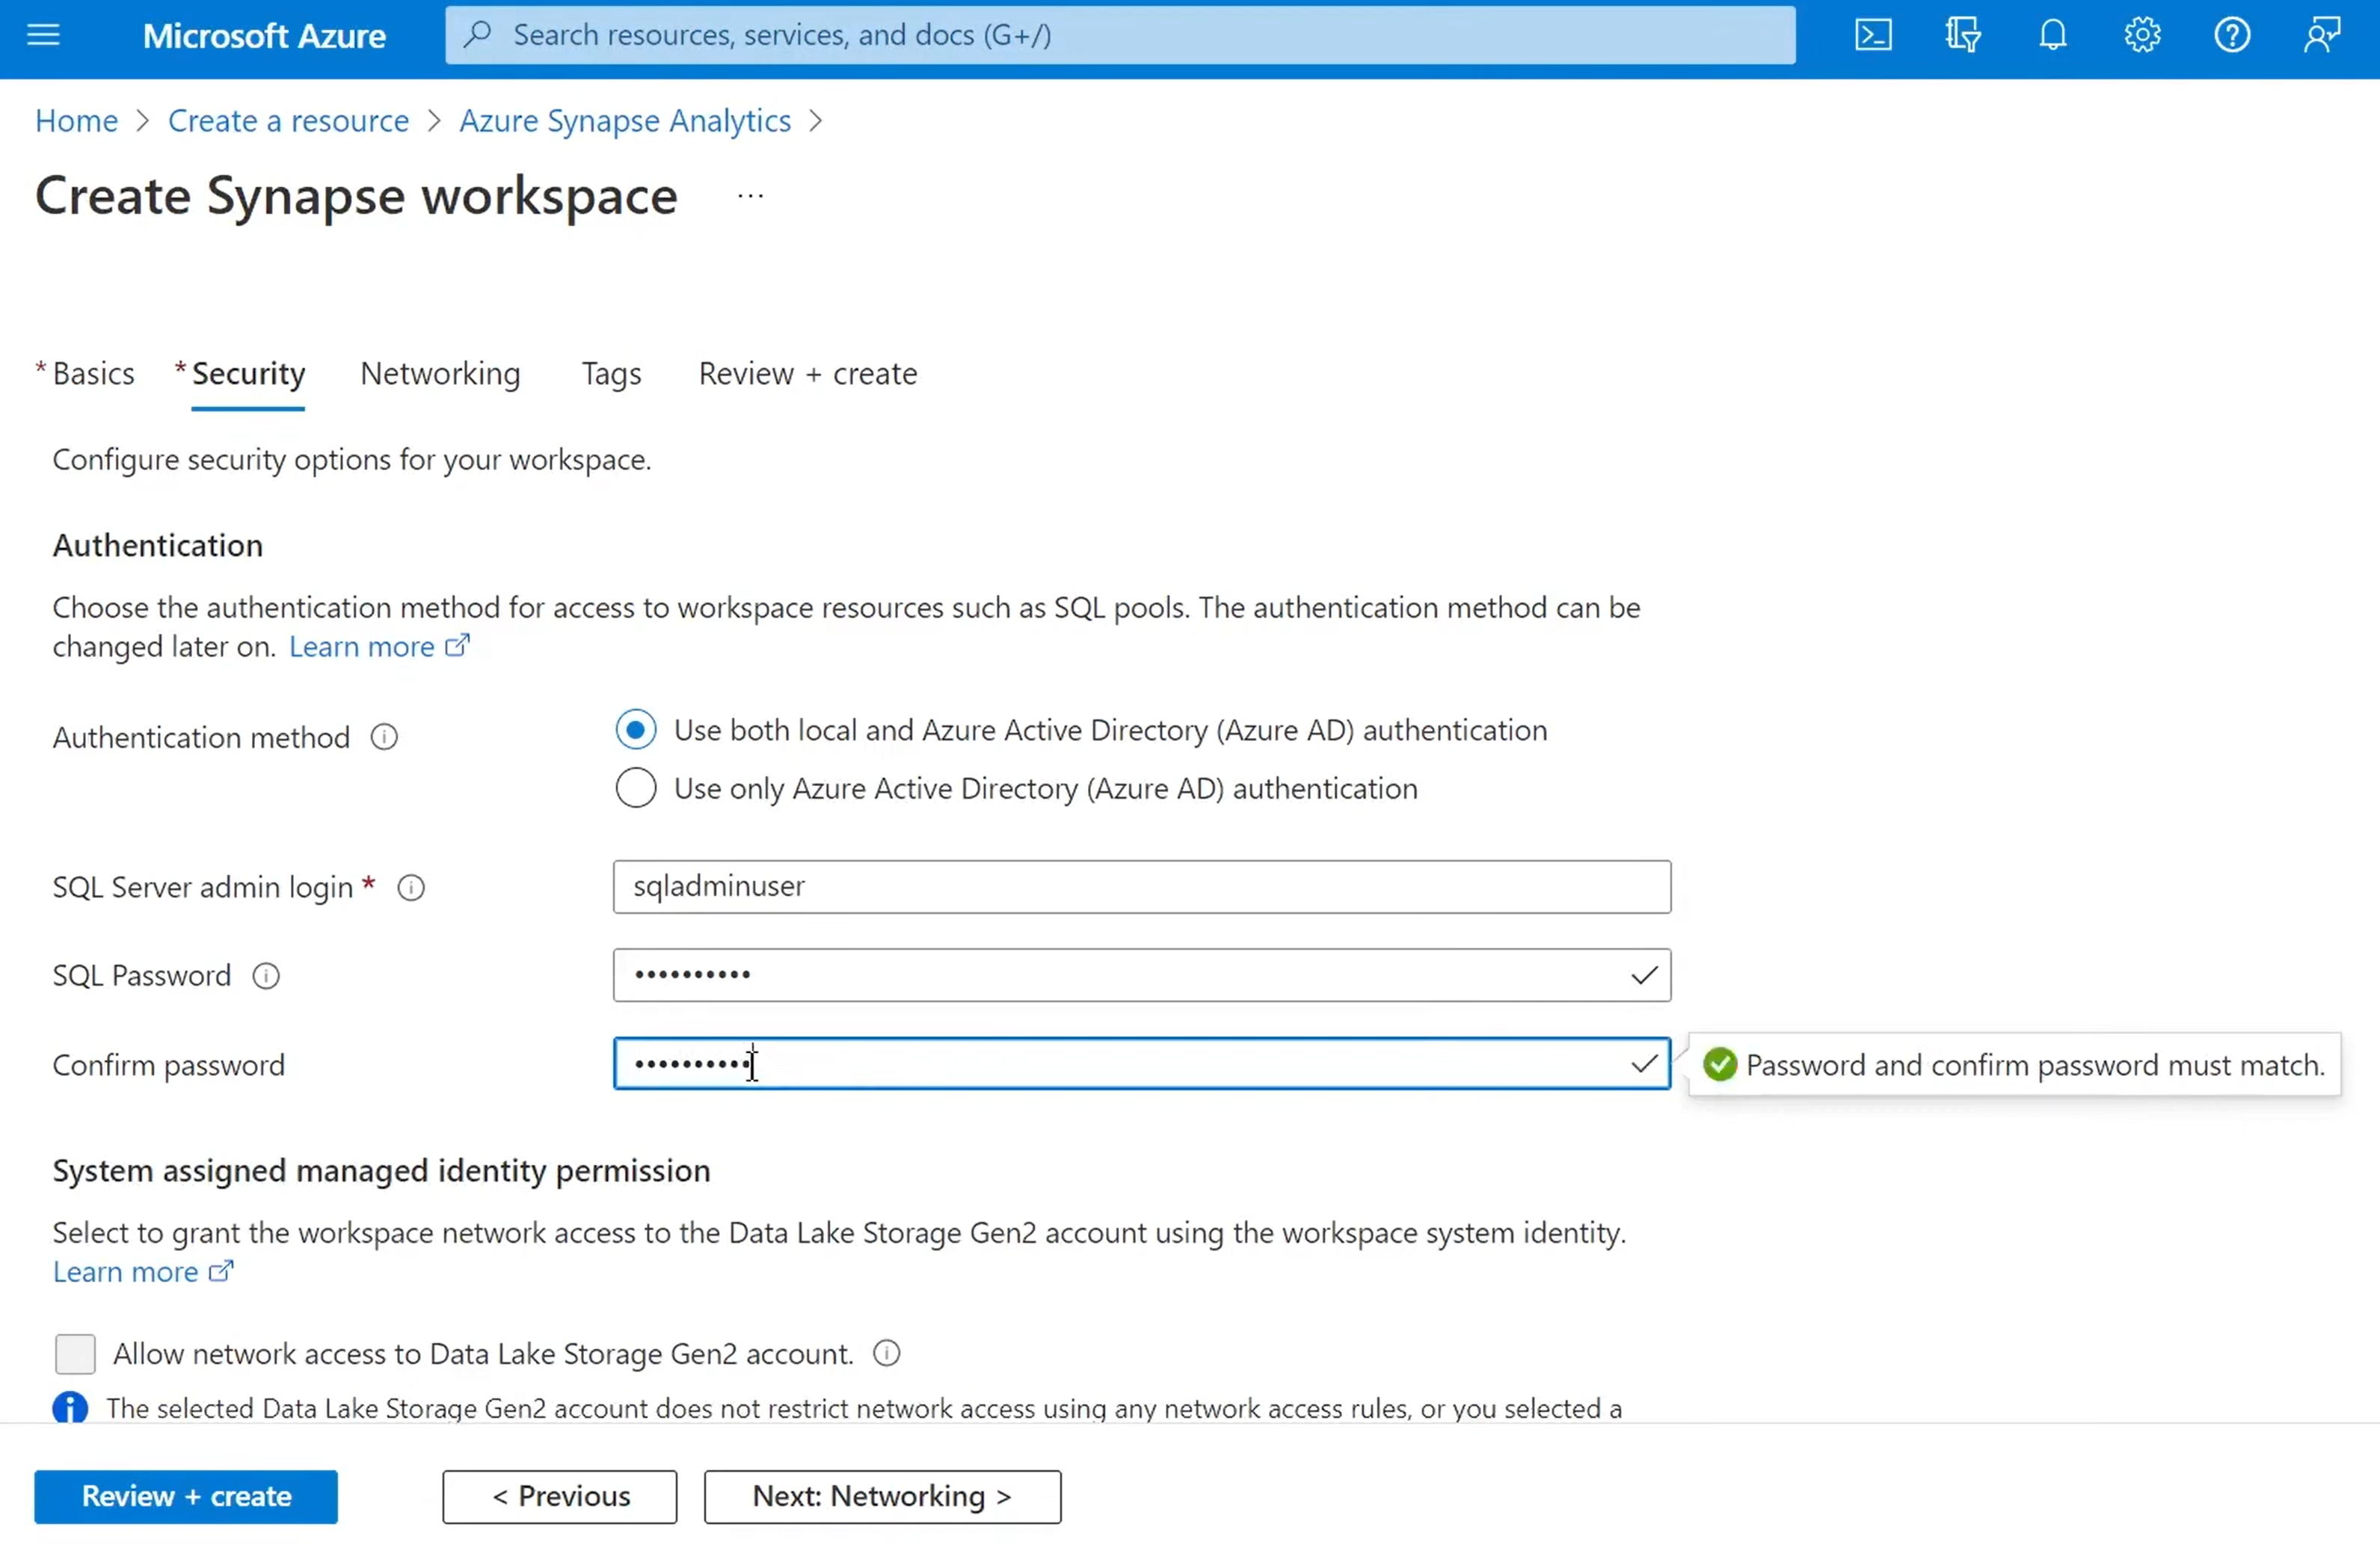 Microsoft Azure
Search resources, services, and docs (G+/)
Home > Create a resource > Azure Synapse Analytics >
Create Synapse workspace ...
* Basics * Security Networking Tags Review + create
Configure security options for your workspace.
Authentication
Choose the authentication method for access to workspace resources such as SQL pools. The authentication method can be
changed later on. Learn more
Authentication method
Use both local and Azure Active Directory (Azure AD) authentication
Use only Azure Active Directory (Azure AD) authentication
SQL Server admin login *
sqladminuser
SQL Password
••••••••••
Confirm password
••••••••••
Password and confirm password must match.
System assigned managed identity permission
Select to grant the workspace network access to the Data Lake Storage Gen2 account using the workspace system identity.
Learn more
Allow network access to Data Lake Storage Gen2 account.
The selected Data Lake Storage Gen2 account does not restrict network access using any network access rules, or you selected a
Review + create
< Previous
Next: Networking >